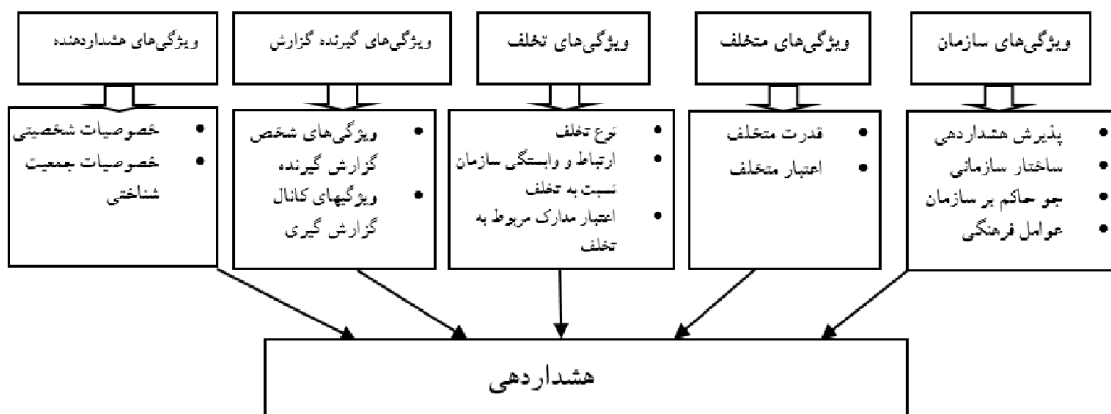 ویژگی‌های سازمان
ویژگی‌های متخلف
ویژگی‌های تخلف
ویژگی‌های گیرنده گزارش
ویژگی‌های هشداردهنده
• پذیرش هشداردهی
• ساختار سازمانی
• جو حاکم بر سازمان
• عوامل فرهنگی
• قدرت متخلف
• اعتبار متخلف
• نوع تخلف
• ارتباط و وابستگی سازمان
نسبت به تخلف
• اعتبار مدارک مربوط به
تخلف
• ویژگی‌های شخص
گزارش گیرنده
• ویژگیهای کانال
گزارش گیری
• خصوصیات شخصیتی
• خصوصیات جمعیت
شناختی
هشداردهی